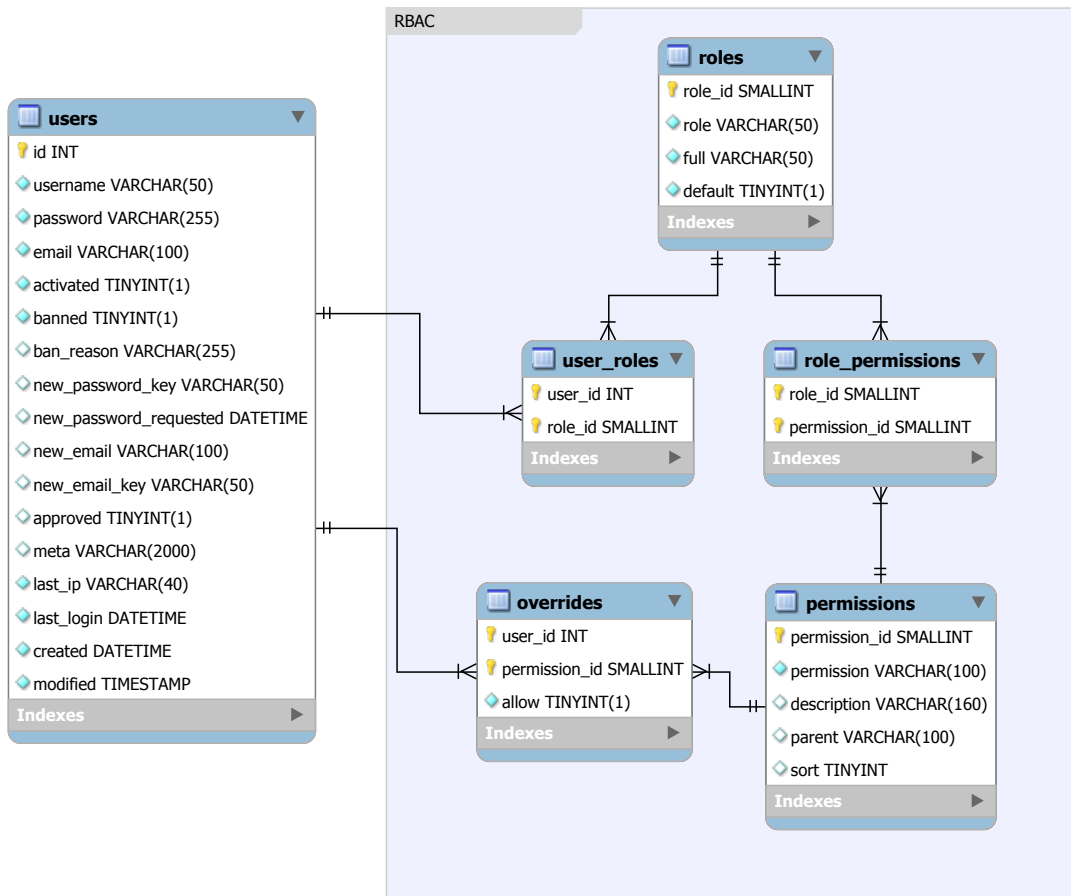 RBAC
roles
role_id SMALLINT
role VARCHAR(50)
full VARCHAR(50)
default TINYINT(1)
Indexes
users
id INT
username VARCHAR(50)
password VARCHAR(255)
email VARCHAR(100)
activated TINYINT(1)
banned TINYINT(1)
ban_reason VARCHAR(255)
new_password_key VARCHAR(50)
new_password_requested DATETIME
new_email VARCHAR(100)
new_email_key VARCHAR(50)
approved TINYINT(1)
meta VARCHAR(2000)
last_ip VARCHAR(40)
last_login DATETIME
created DATETIME
modified TIMESTAMP
Indexes
user_roles
user_id INT
role_id SMALLINT
Indexes
role_permissions
role_id SMALLINT
permission_id SMALLINT
Indexes
overrides
user_id INT
permission_id SMALLINT
allow TINYINT(1)
Indexes
permissions
permission_id SMALLINT
permission VARCHAR(100)
description VARCHAR(160)
parent VARCHAR(100)
sort TINYINT
Indexes